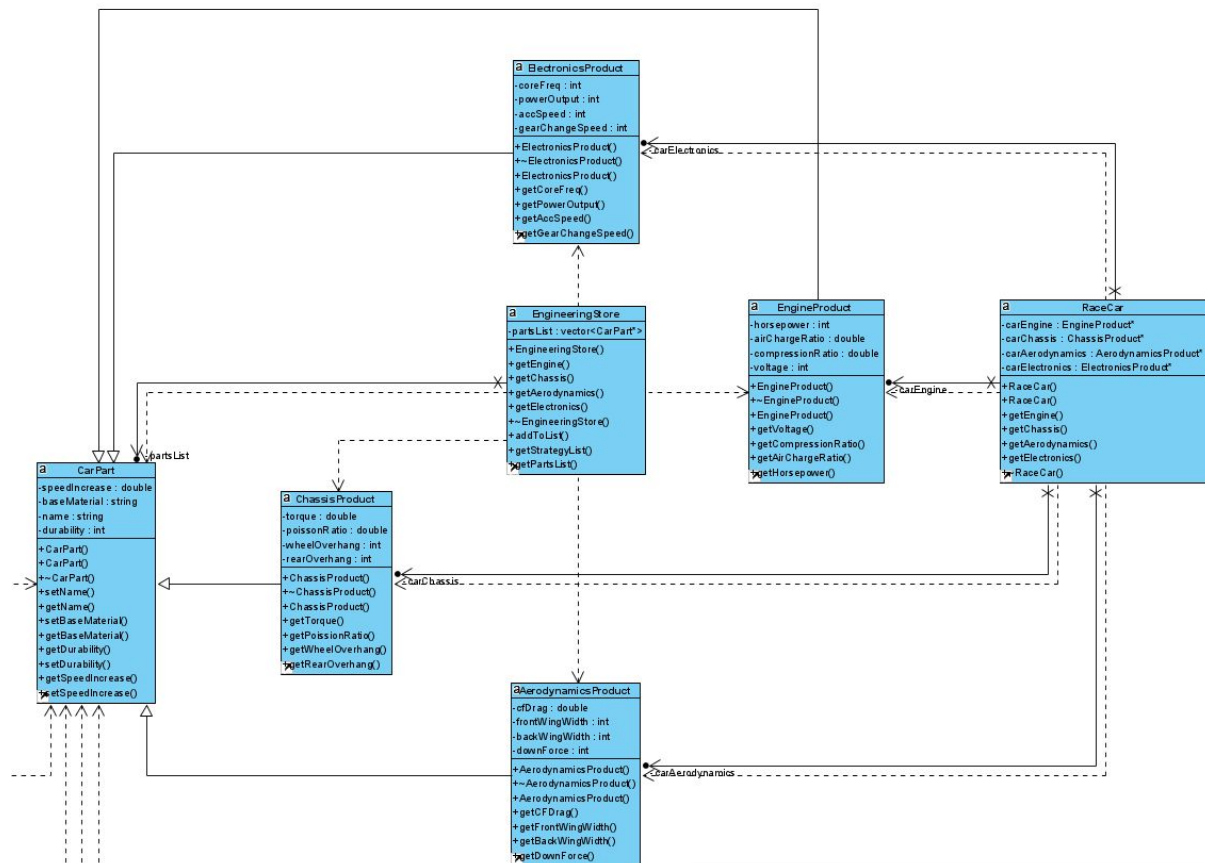 a ElectronicsProduct
-coreFreq : int
-powerOutput : int
-accSpeed : int
-gearChangeSpeed : int
+ElectronicsProduct()
+~ElectronicsProduct()
+ElectronicsProduct()
+getCoreFreq()
+getPowerOutput()
+getAccSpeed()
+getGearChangeSpeed()
-carElectronics
a EngineeringStore
-partsList : vector<CarPart*>
+EngineeringStore()
+getEngine()
+getChassis()
+getAerodynamics()
+getElectronics()
+~EngineeringStore()
+addToList()
+getStrategyList()
+getPartsList()
a EngineProduct
-horsepower : int
-airChargeRatio : double
-compressionRatio : double
-voltage : int
+EngineProduct()
+~EngineProduct()
+EngineProduct()
+getVoltage()
+getCompressionRatio()
+getAirChargeRatio()
+getHorsepower()
-carEngine
a RaceCar
-carEngine : EngineProduct*
-carChassis : ChassisProduct*
-carAerodynamics : AerodynamicsProduct*
-carElectronics : ElectronicsProduct*
+RaceCar()
+RaceCar()
+getEngine()
+getChassis()
+getAerodynamics()
+getElectronics()
+~RaceCar()
-partsList
a CarPart
-speedIncrease : double
-baseMaterial : string
-name : string
-durability : int
+CarPart()
+CarPart()
+~CarPart()
+setName()
+getName()
+setBaseMaterial()
+getBaseMaterial()
+getDurability()
+setDurability()
+getSpeedIncrease()
+setSpeedIncrease()
a ChassisProduct
-torque : double
-poissonRatio : double
-wheelOverhang : int
-rearOverhang : int
+ChassisProduct()
+~ChassisProduct()
+ChassisProduct()
+getTorque()
+getPoissionRatio()
+getWheelOverhang()
+getRearOverhang()
-carChassis
a AerodynamicsProduct
-cfDrag : double
-frontWingWidth : int
-backWingWidth : int
-downForce : int
+AerodynamicsProduct()
+~AerodynamicsProduct()
+AerodynamicsProduct()
+getCFDrag()
+getFrontWingWidth()
+getBackWingWidth()
+getDownForce()
-carAerodynamics